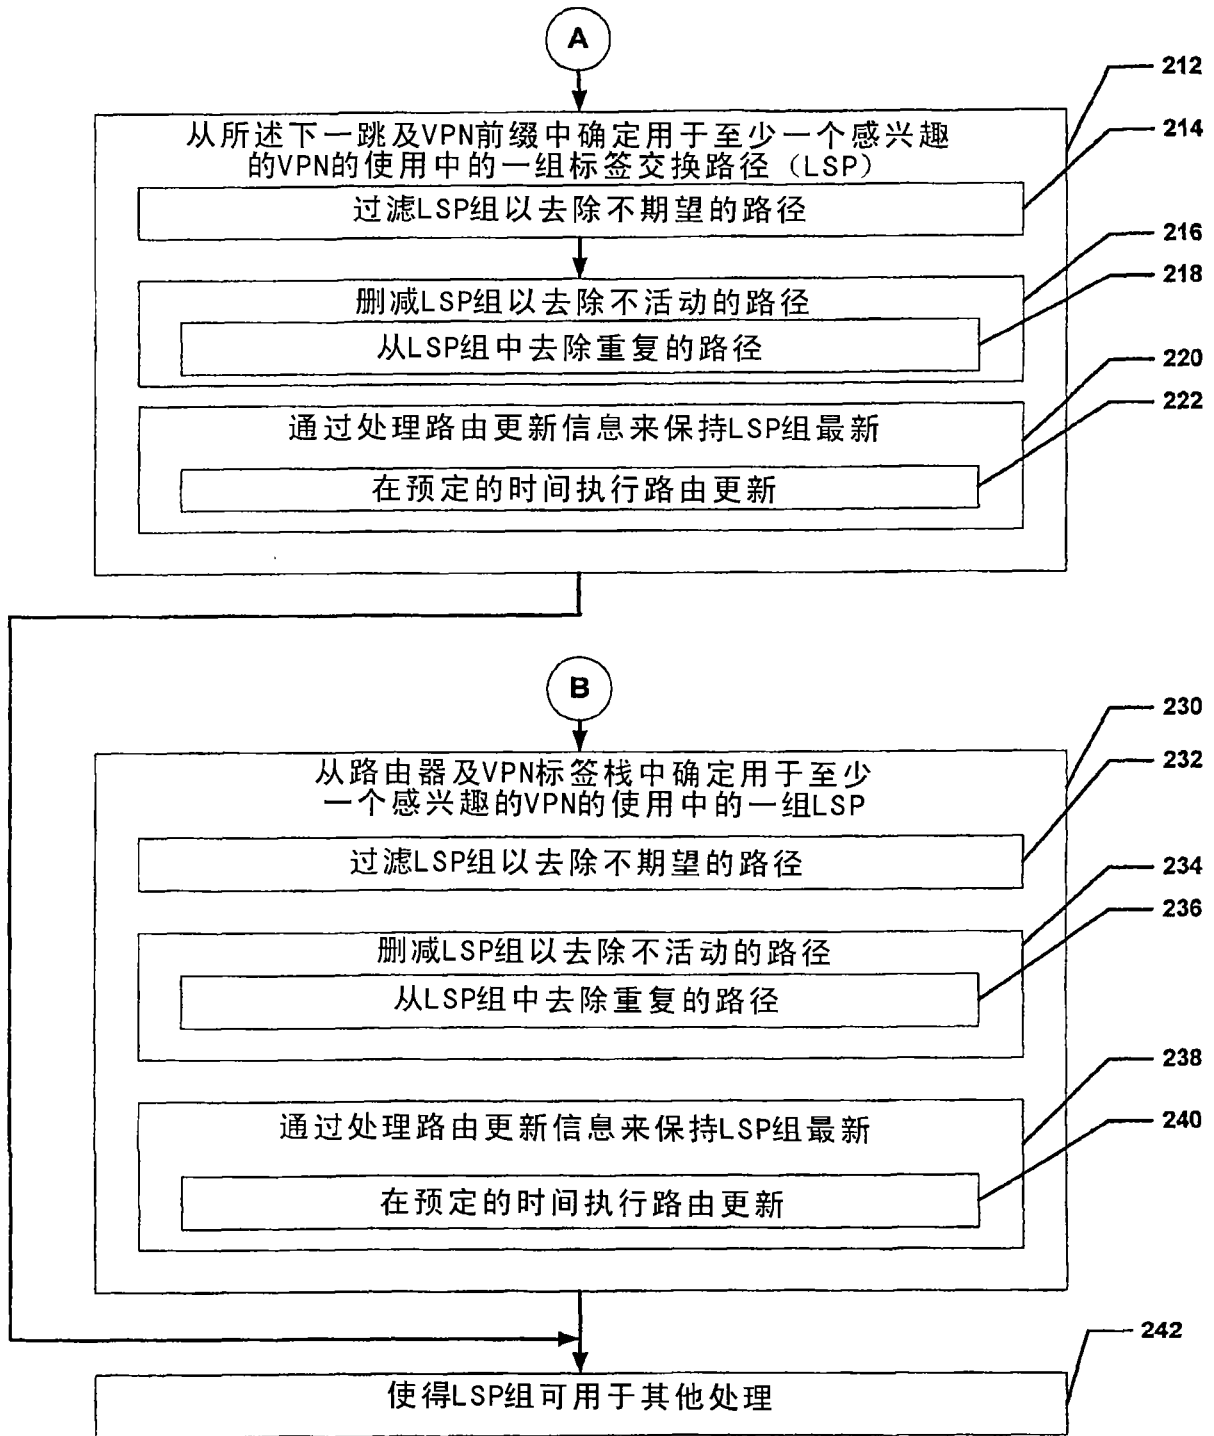 A
212
从所述下一跳及VPN前缀中确定用于至少一个感兴趣
的VPN的使用中的一组标签交换路径（LSP）
214
过滤LSP组以去除不期望的路径
216
删减LSP组以去除不活动的路径
218
从LSP组中去除重复的路径
220
通过处理路由更新信息来保持LSP组最新
222
在预定的时间执行路由更新
B
230
从路由器及VPN标签栈中确定用于至少
一个感兴趣的VPN的使用中的一组LSP
232
过滤LSP组以去除不期望的路径
234
删减LSP组以去除不活动的路径
236
从LSP组中去除重复的路径
238
通过处理路由更新信息来保持LSP组最新
240
在预定的时间执行路由更新
242
使得LSP组可用于其他处理